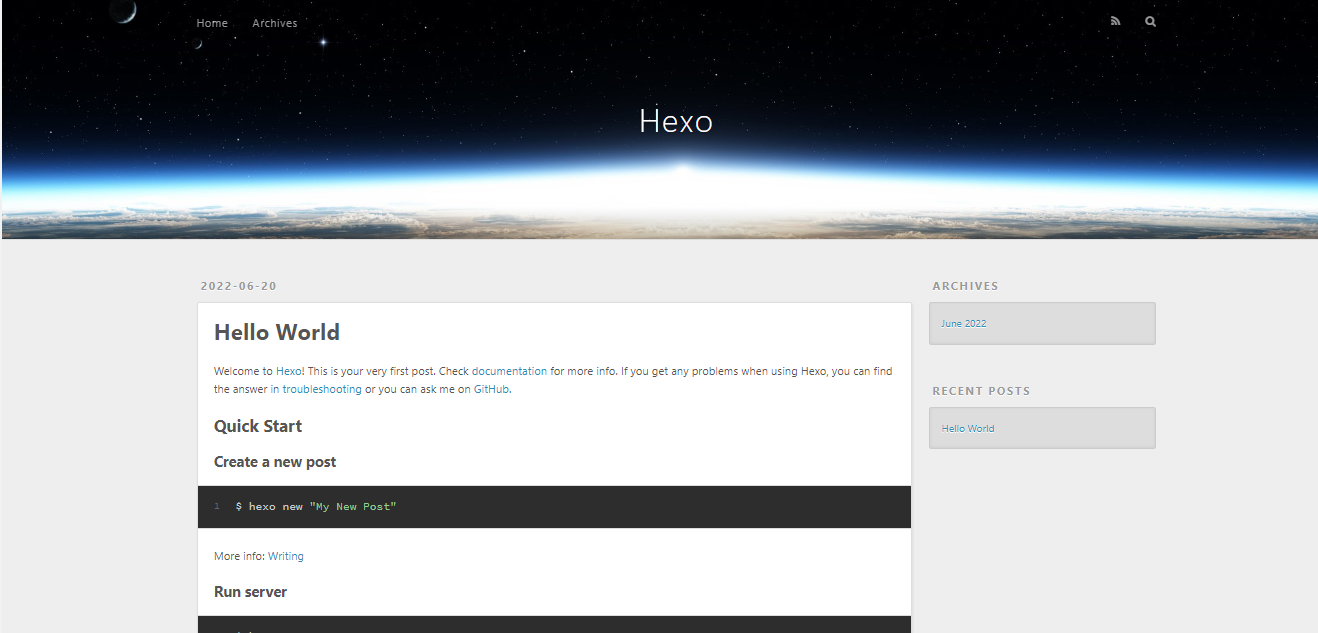 Home Archives
Hexo
2022-06-20
Hello World
Welcome to Hexo! This is your very first post. Check documentation for more info. If you get any problems when using Hexo, you can find
the answer in troubleshooting or you can ask me on GitHub.
Quick Start
Create a new post
1 $ hexo new "My New Post"
More info: Writing
Run server
ARCHIVES
June 2022
RECENT POSTS
Hello World